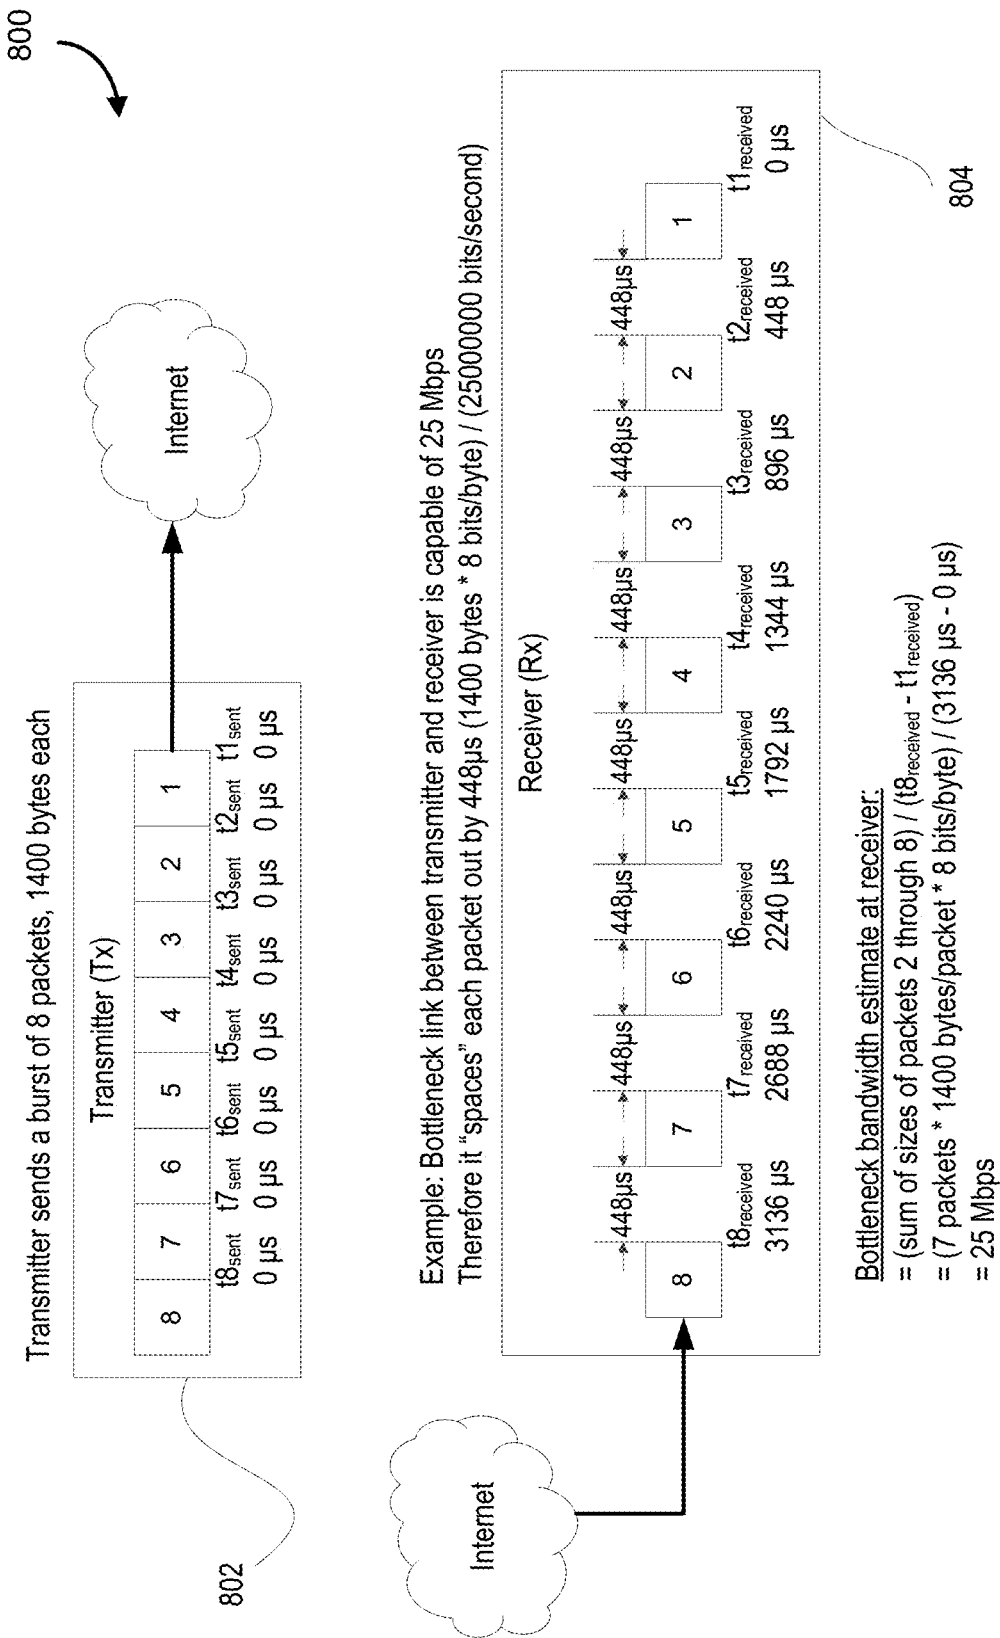 800
Transmitter sends a burst of 8 packets, 1400 bytes each
Transmitter (Tx)
8 7 6 5 4 3 2 1
t8sent t7sent t6sent t5sent t4sent t3sent t2sent t1sent
0 µs 0 µs 0 µs 0 µs 0 µs 0 µs 0 µs 0 µs
Internet
802
Example: Bottleneck link between transmitter and receiver is capable of 25 Mbps
Therefore it “spaces” each packet out by 448µs (1400 bytes * 8 bits/byte) / (25000000 bits/second)
Internet
Receiver (Rx)
448µs 448µs 448µs 448µs 448µs 448µs 448µs
8 7 6 5 4 3 2 1
t8received t7received t6received t5received t4received t3received t2received t1received
3136 µs 2688 µs 2240 µs 1792 µs 1344 µs 896 µs 448 µs 0 µs
804
Bottleneck bandwidth estimate at receiver:
= (sum of sizes of packets 2 through 8) / (t8received - t1received)
= (7 packets * 1400 bytes/packet * 8 bits/byte) / (3136 µs - 0 µs)
= 25 Mbps